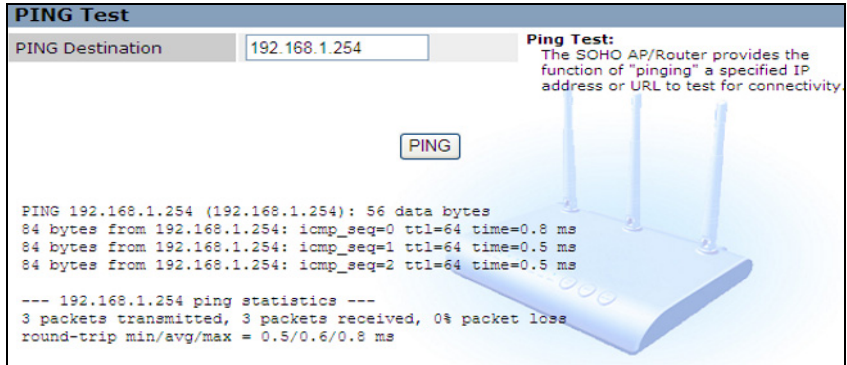 PING Test
PING Destination
192.168.1.254
Ping Test:
The SOHO AP/Router provides the
function of "pinging" a specified IP
address or URL to test for connectivity.
PING
PING 192.168.1.254 (192.168.1.254): 56 data bytes
84 bytes from 192.168.1.254: icmp_seq=0 ttl=64 time=0.8 ms
84 bytes from 192.168.1.254: icmp_seq=1 ttl=64 time=0.5 ms
84 bytes from 192.168.1.254: icmp_seq=2 ttl=64 time=0.5 ms
--- 192.168.1.254 ping statistics ---
3 packets transmitted, 3 packets received, 0% packet loss
round-trip min/avg/max = 0.5/0.6/0.8 ms